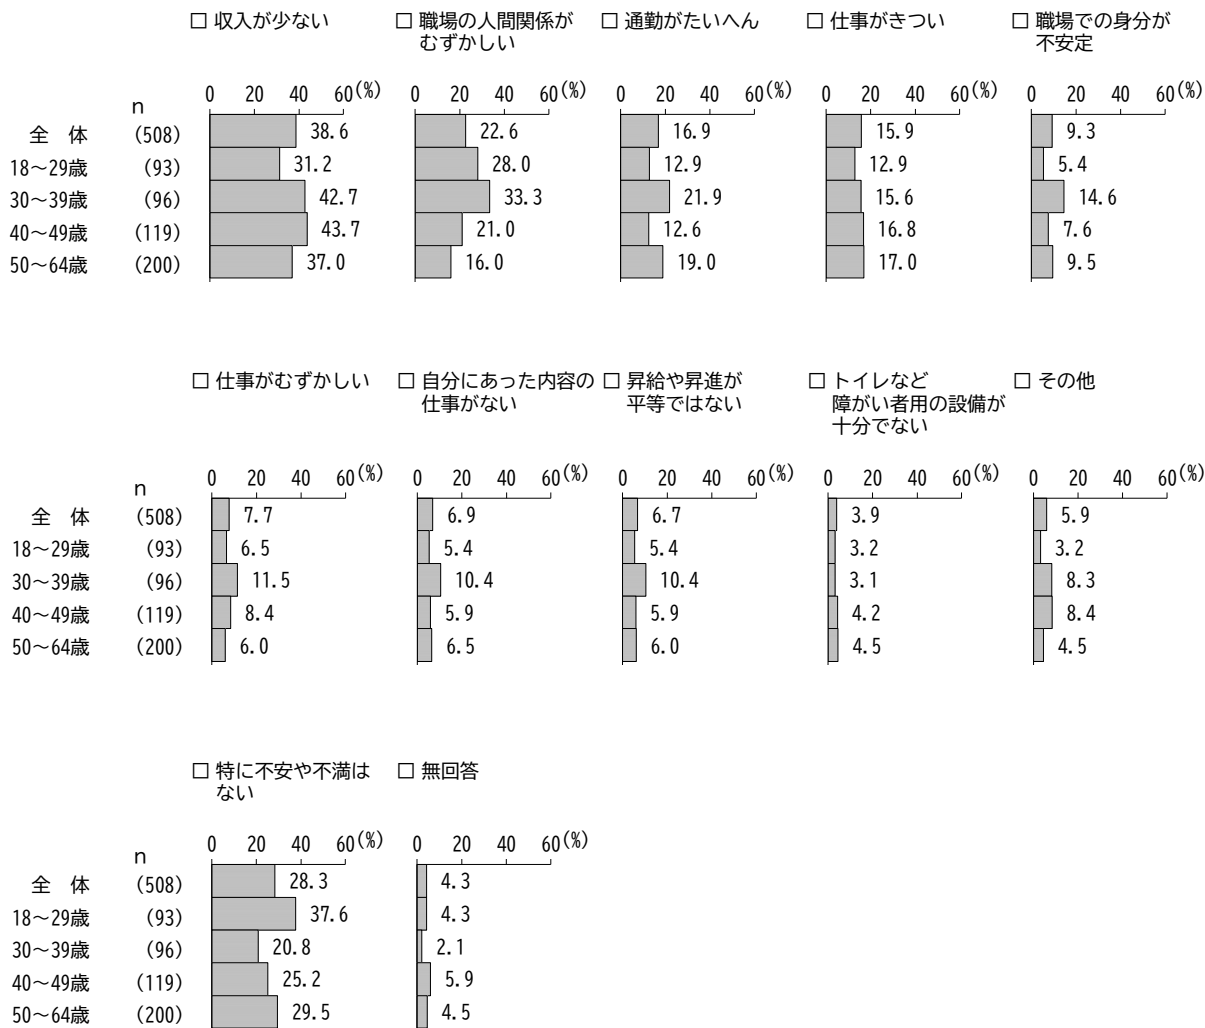 □ 収入が少ない □ 職場の人間関係が □ 通勤がたいへん □ 仕事がきつい □ 職場での身分が
むずかしい 不安定
n 0 20 40 60(%) 0 20 40 60(%) 0 20 40 60(%) 0 20 40 60(%) 0 20 40 60(%)
全 体 (508) 38.6 22.6 16.9 15.9 9.3
18～29歳 (93) 31.2 28.0 12.9 12.9 5.4
30～39歳 (96) 42.7 33.3 21.9 15.6 14.6
40～49歳 (119) 43.7 21.0 12.6 16.8 7.6
50～64歳 (200) 37.0 16.0 19.0 17.0 9.5
□ 仕事がむずかしい □ 自分にあった内容の □ 昇給や昇進が □ トイレなど □ その他
仕事がない 平等ではない 障がい者用の設備が
十分でない
n 0 20 40 60(%) 0 20 40 60(%) 0 20 40 60(%) 0 20 40 60(%) 0 20 40 60(%)
全 体 (508) 7.7 6.9 6.7 3.9 5.9
18～29歳 (93) 6.5 5.4 5.4 3.2 3.2
30～39歳 (96) 11.5 10.4 10.4 3.1 8.3
40～49歳 (119) 8.4 5.9 5.9 4.2 8.4
50～64歳 (200) 6.0 6.5 6.0 4.5 4.5
□ 特に不安や不満は □ 無回答
ない
n 0 20 40 60(%) 0 20 40 60(%)
全 体 (508) 28.3 4.3
18～29歳 (93) 37.6 4.3
30～39歳 (96) 20.8 2.1
40～49歳 (119) 25.2 5.9
50～64歳 (200) 29.5 4.5